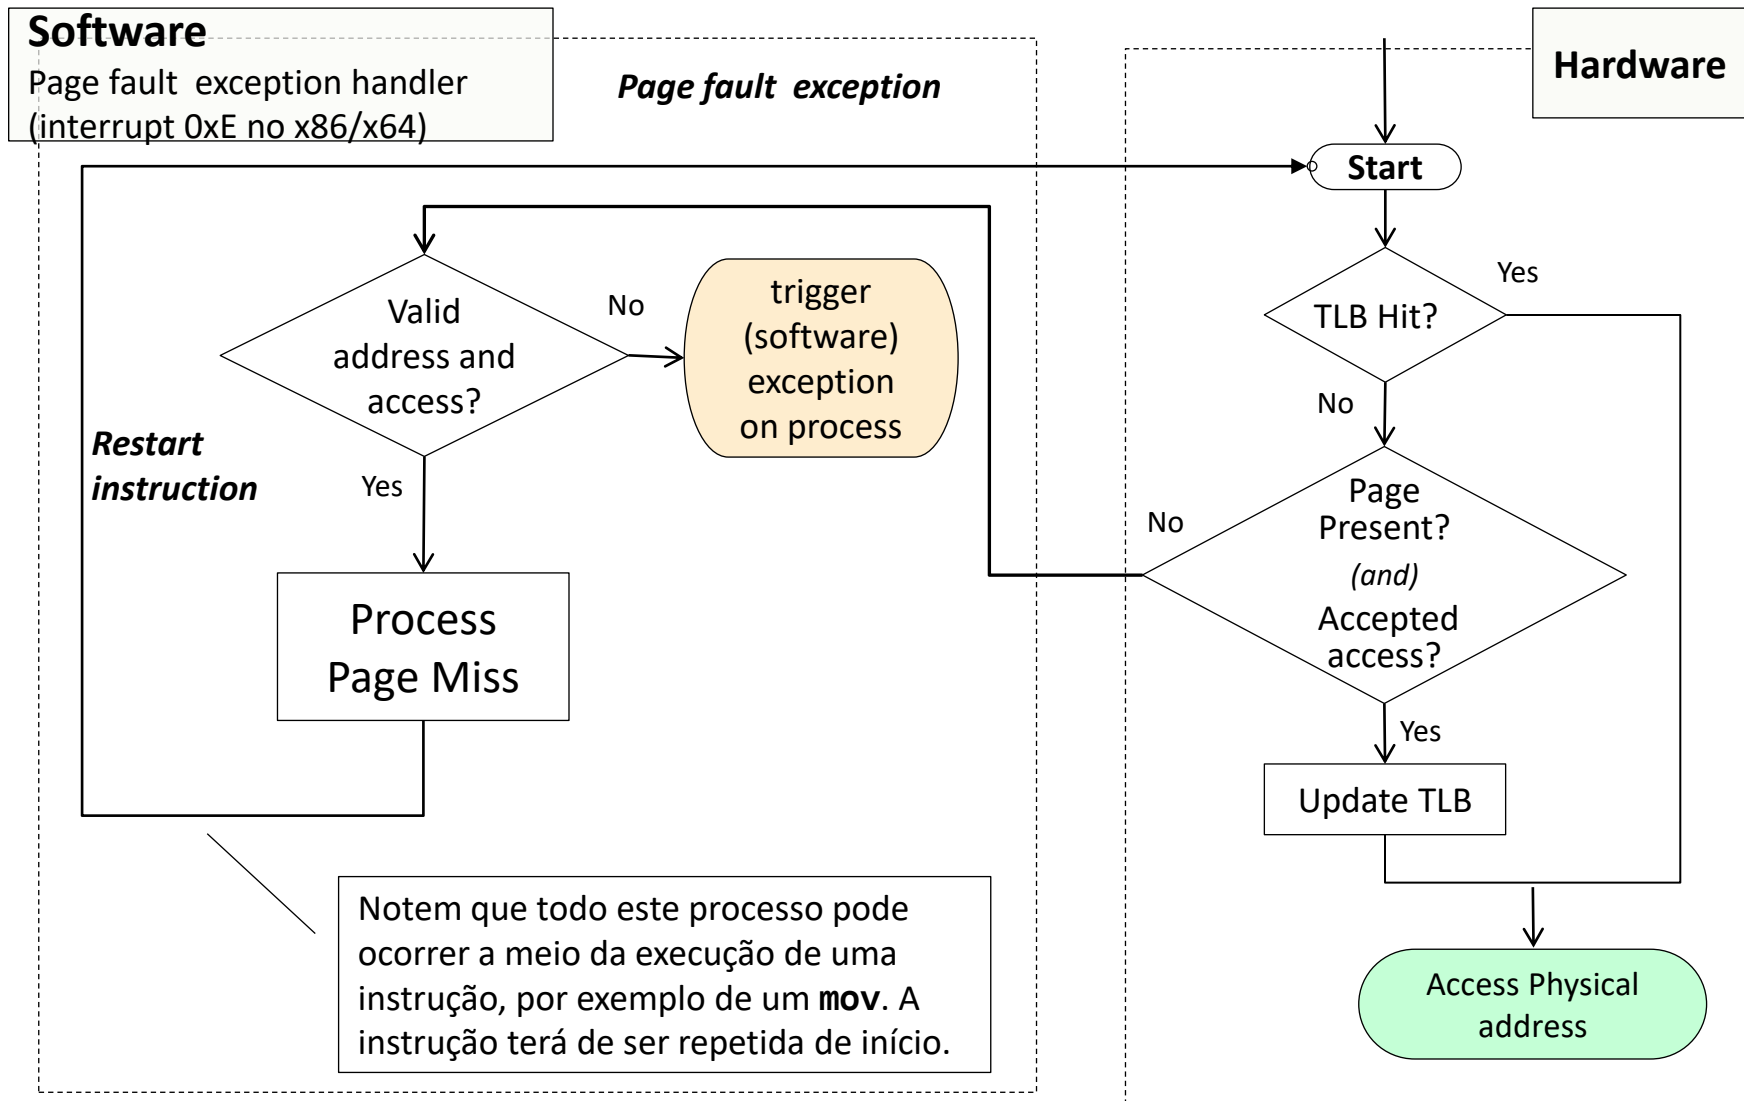 Software
Page fault  exception handler
(interrupt 0xE no x86/x64)
Page fault  exception
Hardware
Start
TLB Hit?
Yes
No
Page
Present?
(and)
Accepted
access?
No
Yes
Update TLB
Access Physical
address
Valid
address and
access?
No
trigger
(software)
exception
on process
Yes
Restart
instruction
Process
Page Miss
Notem que todo este processo pode
ocorrer a meio da execução de uma
instrução, por exemplo de um mov. A
instrução terá de ser repetida de início.